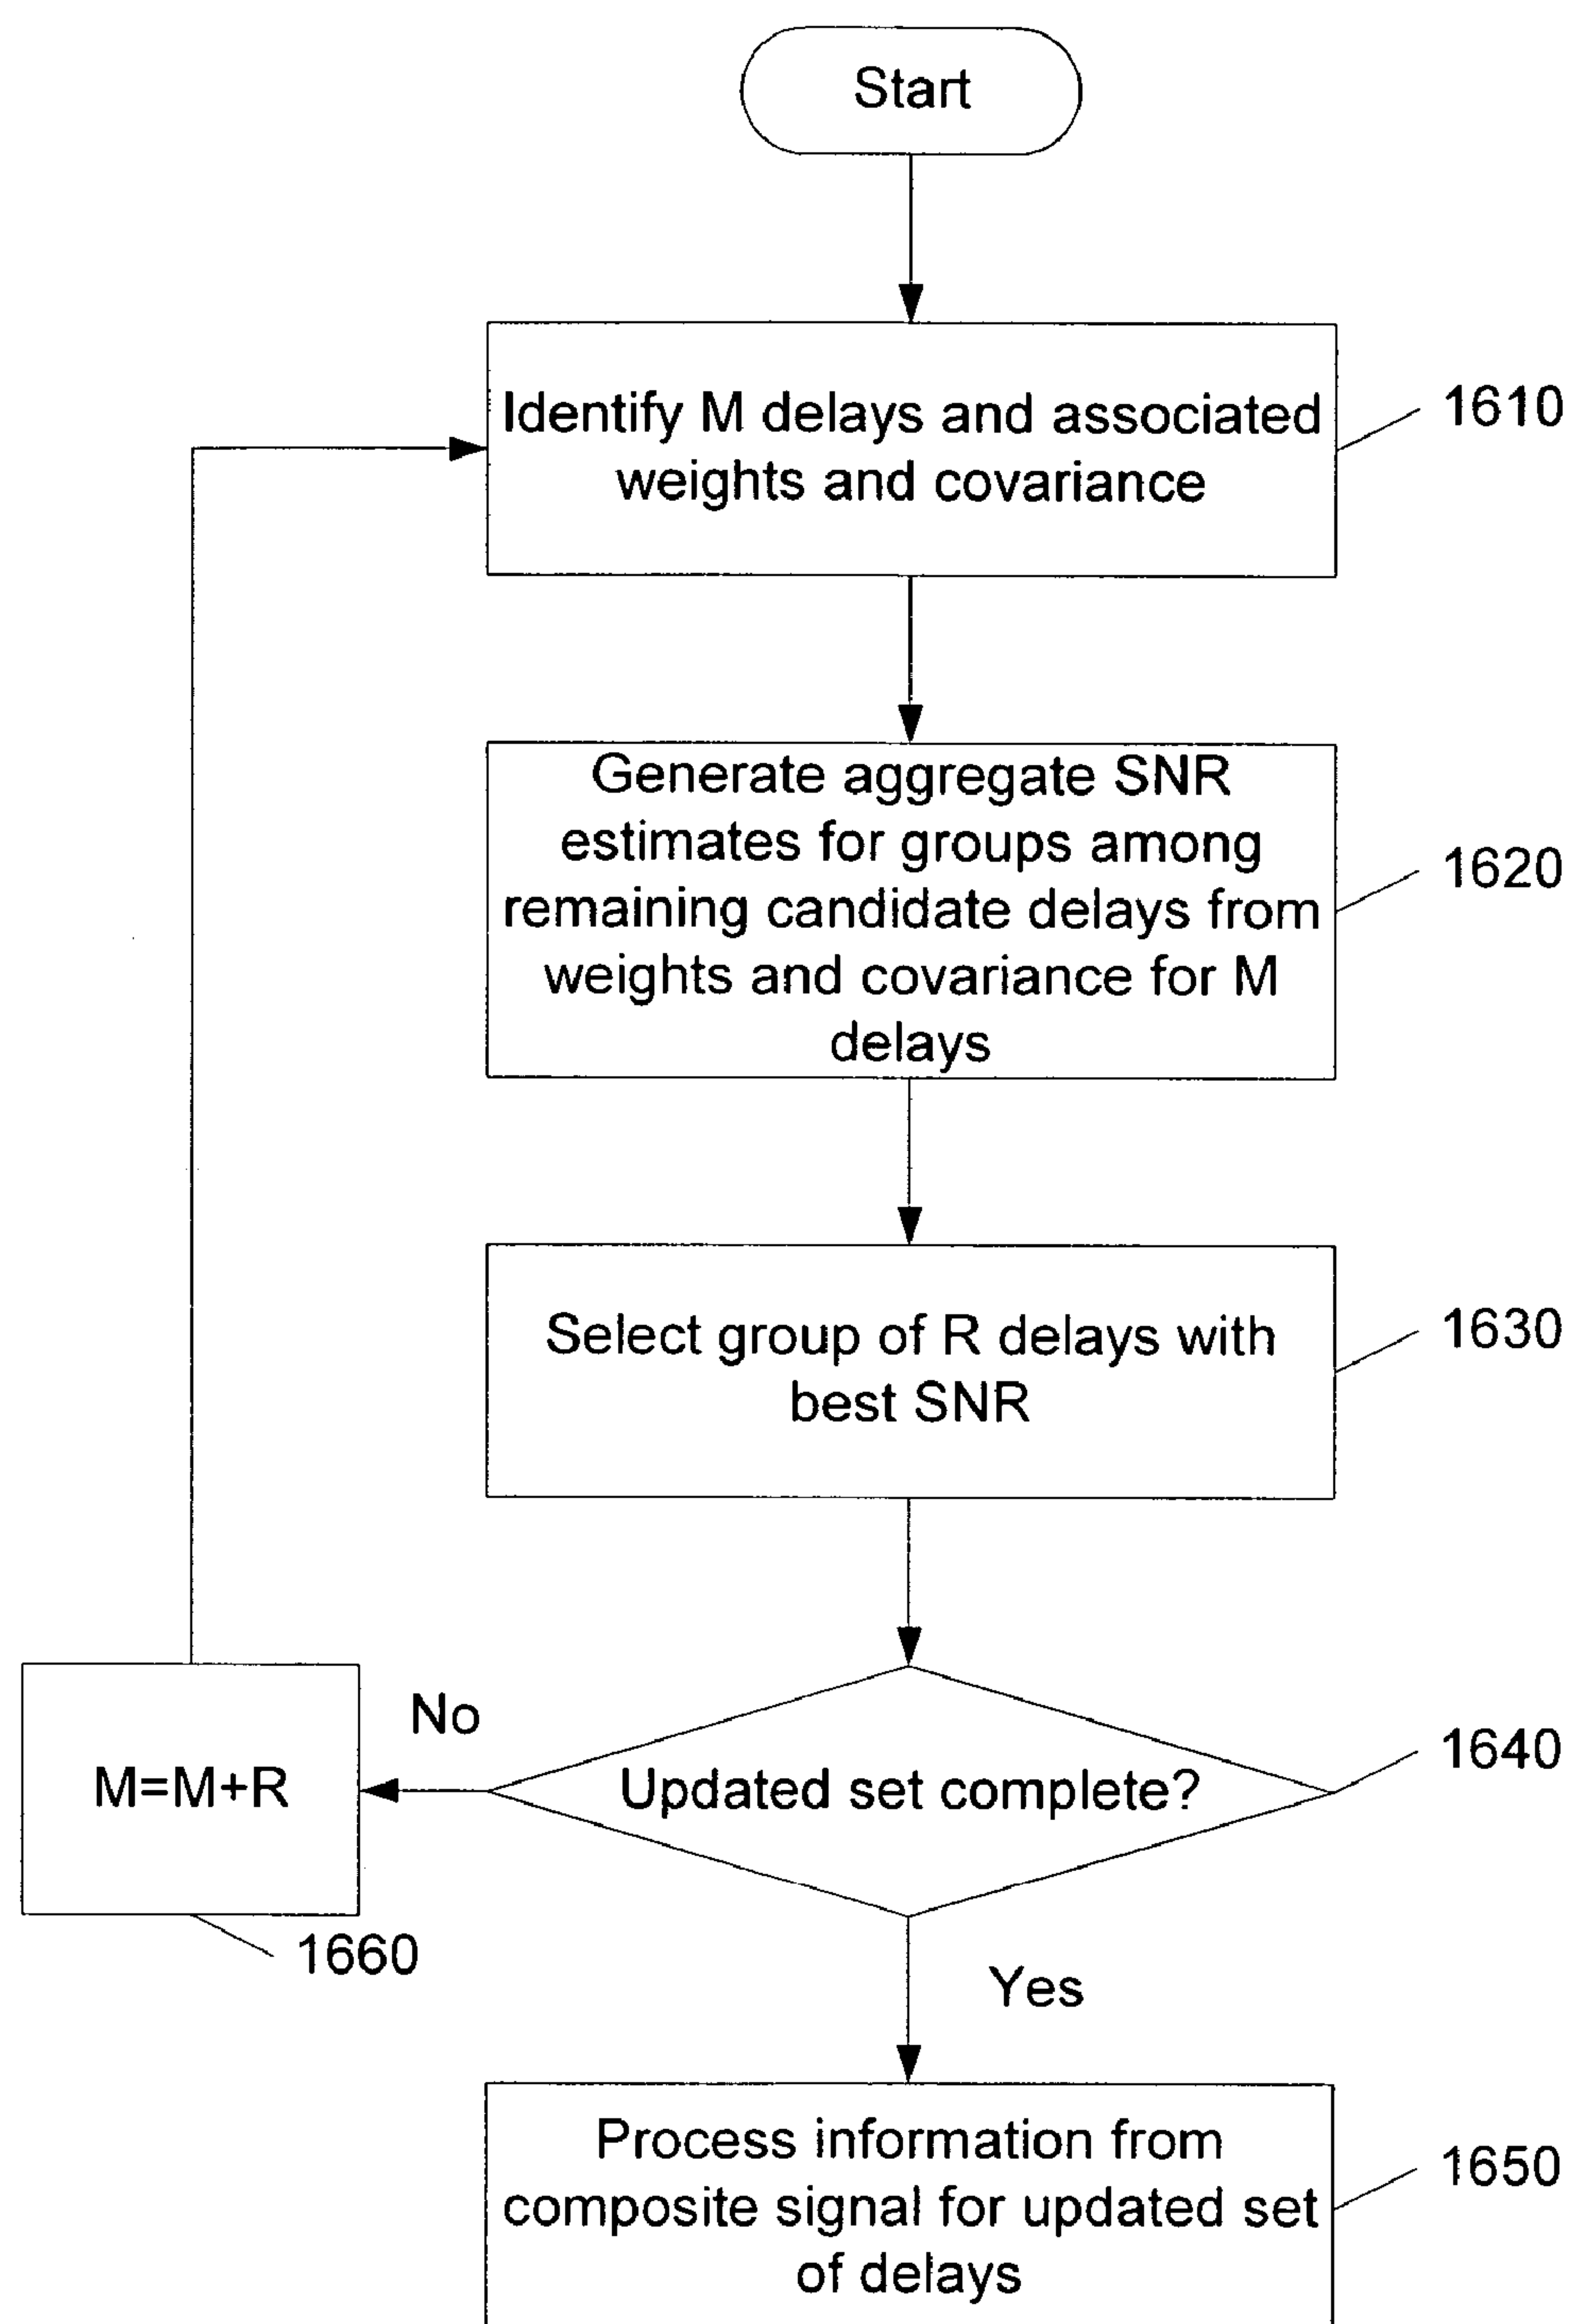 Start
Identify M delays and associated
weights and covariance
1610
Generate aggregate SNR
estimates for groups among
remaining candidate delays from
weights and covariance for M
delays
1620
Select group of R delays with
best SNR
1630
Updated set complete?
1640
No
M=M+R
1660
Yes
Process information from
composite signal for updated set
of delays
1650